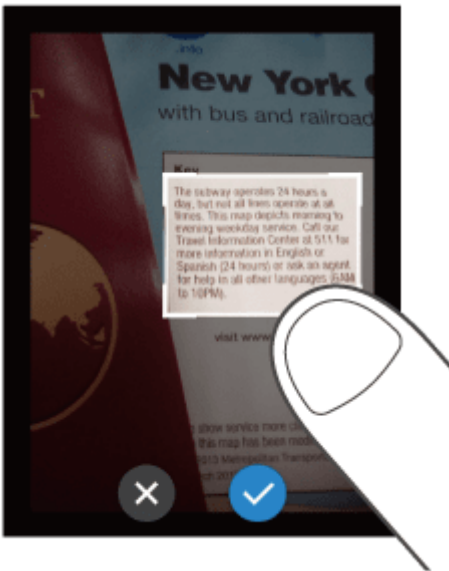 T
.info
New York
with bus and railroad
Key
The subway operates 24 hours a
day, but not all lines operate at all
times. This map depicts morning to
evening weekday service. Call our
Travel Information Center at 511 for
more information in English or
Spanish (24 hours) or ask an agent
for help in all other languages (6AM
to 10PM).
visit www
show service more
this map has been
2013 Metropolitan